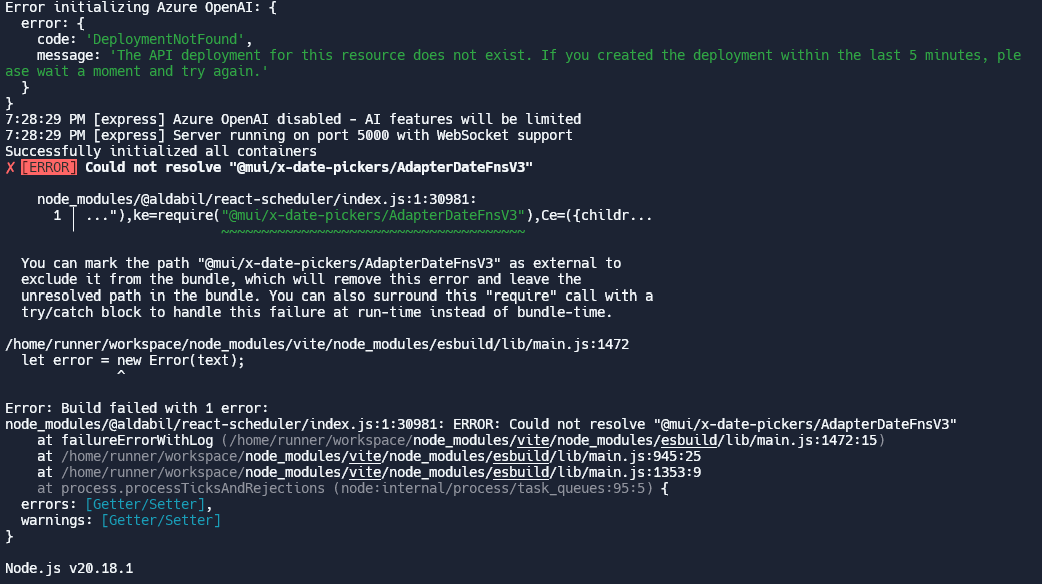 Error initializing Azure OpenAI: {
  error: {
    code: 'DeploymentNotFound',
    message: 'The API deployment for this resource does not exist. If you created the deployment within the last 5 minutes, ple
ase wait a moment and try again.'
  }
}
7:28:29 PM [express] Azure OpenAI disabled - AI features will be limited
7:28:29 PM [express] Server running on port 5000 with WebSocket support
Successfully initialized all containers
✗ [ERROR] Could not resolve "@mui/x-date-pickers/AdapterDateFnsV3"

    node_modules/@aldabil/react-scheduler/index.js:1:30981:
      1 │ ..."),ke=require("@mui/x-date-pickers/AdapterDateFnsV3"),Ce=({childr...
        ╵                  ~~~~~~~~~~~~~~~~~~~~~~~~~~~~~~~~~~~~~~

  You can mark the path "@mui/x-date-pickers/AdapterDateFnsV3" as external to
  exclude it from the bundle, which will remove this error and leave the
  unresolved path in the bundle. You can also surround this "require" call with a
  try/catch block to handle this failure at run-time instead of bundle-time.

/home/runner/workspace/node_modules/vite/node_modules/esbuild/lib/main.js:1472
  let error = new Error(text);
              ^

Error: Build failed with 1 error:
node_modules/@aldabil/react-scheduler/index.js:1:30981: ERROR: Could not resolve "@mui/x-date-pickers/AdapterDateFnsV3"
    at failureErrorWithLog (/home/runner/workspace/node_modules/vite/node_modules/esbuild/lib/main.js:1472:15)
    at /home/runner/workspace/node_modules/vite/node_modules/esbuild/lib/main.js:945:25
    at /home/runner/workspace/node_modules/vite/node_modules/esbuild/lib/main.js:1353:9
    at process.processTicksAndRejections (node:internal/process/task_queues:95:5) {
  errors: [Getter/Setter],
  warnings: [Getter/Setter]
}

Node.js v20.18.1